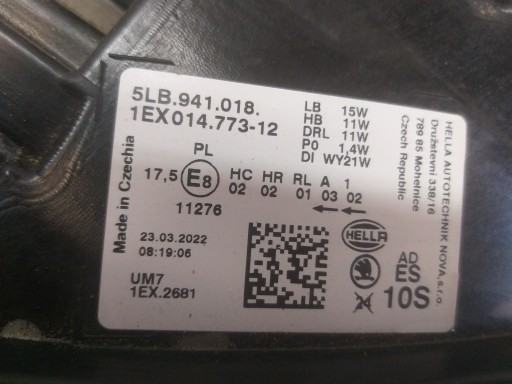 5LB.941.018.
1EX014.773-12
LB 15W
HB 11W
DRL 11W
P0 1,4W
DI WY21W
PL
17,5 E8 HC HR RL A 1
02 02 01 03 02
11276
Made in Czechia
23.03.2022
08:19:06
UM7
1EX.2681
HELLA
AD
ES
10S
24
HELLA AUTOTECHNIK NOVA,s.r.o.
Družstevní 338/16
789 85 Mohelnice
Czech Republic